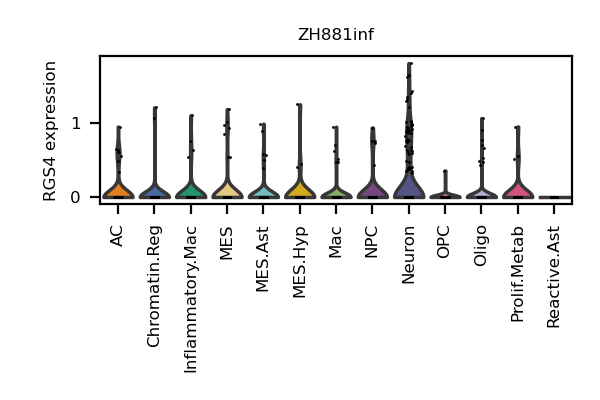 ZH881inf
RGS4 expression
1
0
AC
Chromatin.Reg
Inflammatory.Mac
MES
MES.Ast
MES.Hyp
Mac
NPC
Neuron
OPC
Oligo
Prolif.Metab
Reactive.Ast